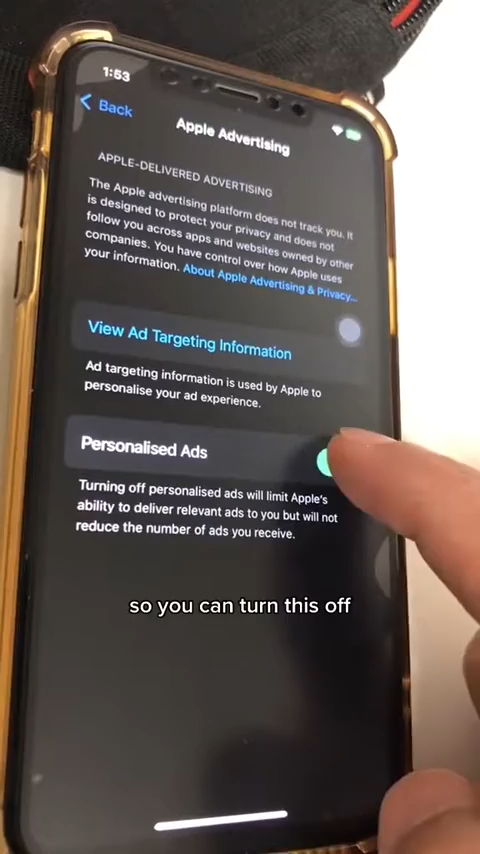 1:53
Back
Apple Advertising
APPLE-DELIVERED ADVERTISING
The Apple advertising platform does not track you. It
is designed to protect your privacy and does not
follow you across apps and websites owned by other
companies. You have control over how Apple uses
your information. About Apple Advertising & Privacy...
View Ad Targeting Information
Ad targeting information is used by Apple to
personalise your ad experience.
Personalised Ads
Turning off personalised ads will limit Apple's
ability to deliver relevant ads to you but will not
reduce the number of ads you receive.
so you can turn this off